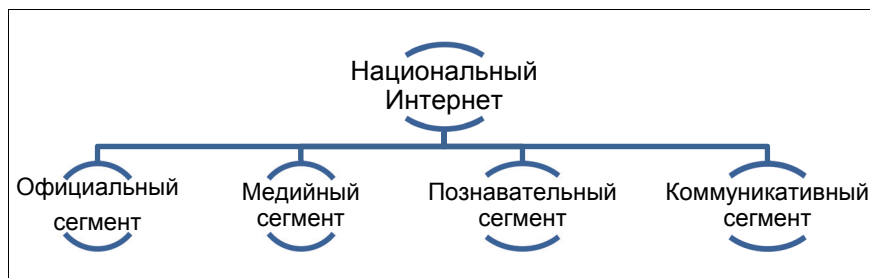 Национальный
Интернет
Официальный
сегмент
Медийный
сегмент
Познавательный
сегмент
Коммуникативный
сегмент